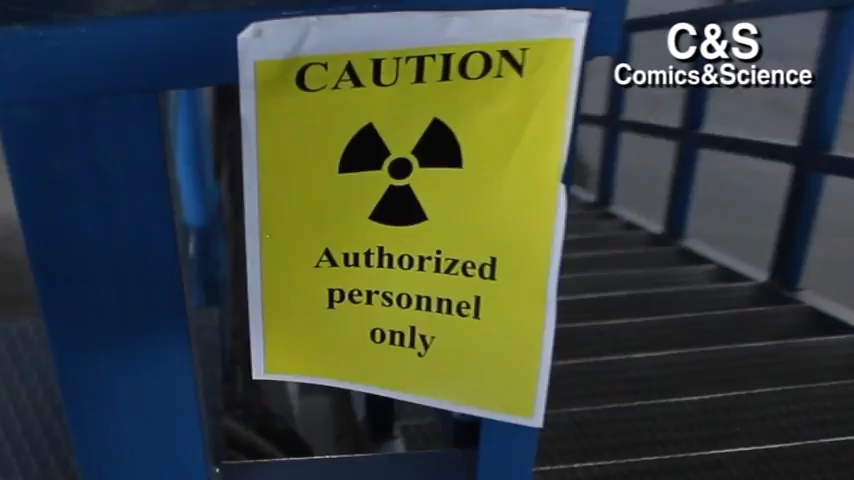 CAUTION
Authorized
personnel
only
C&S
Comics&Science